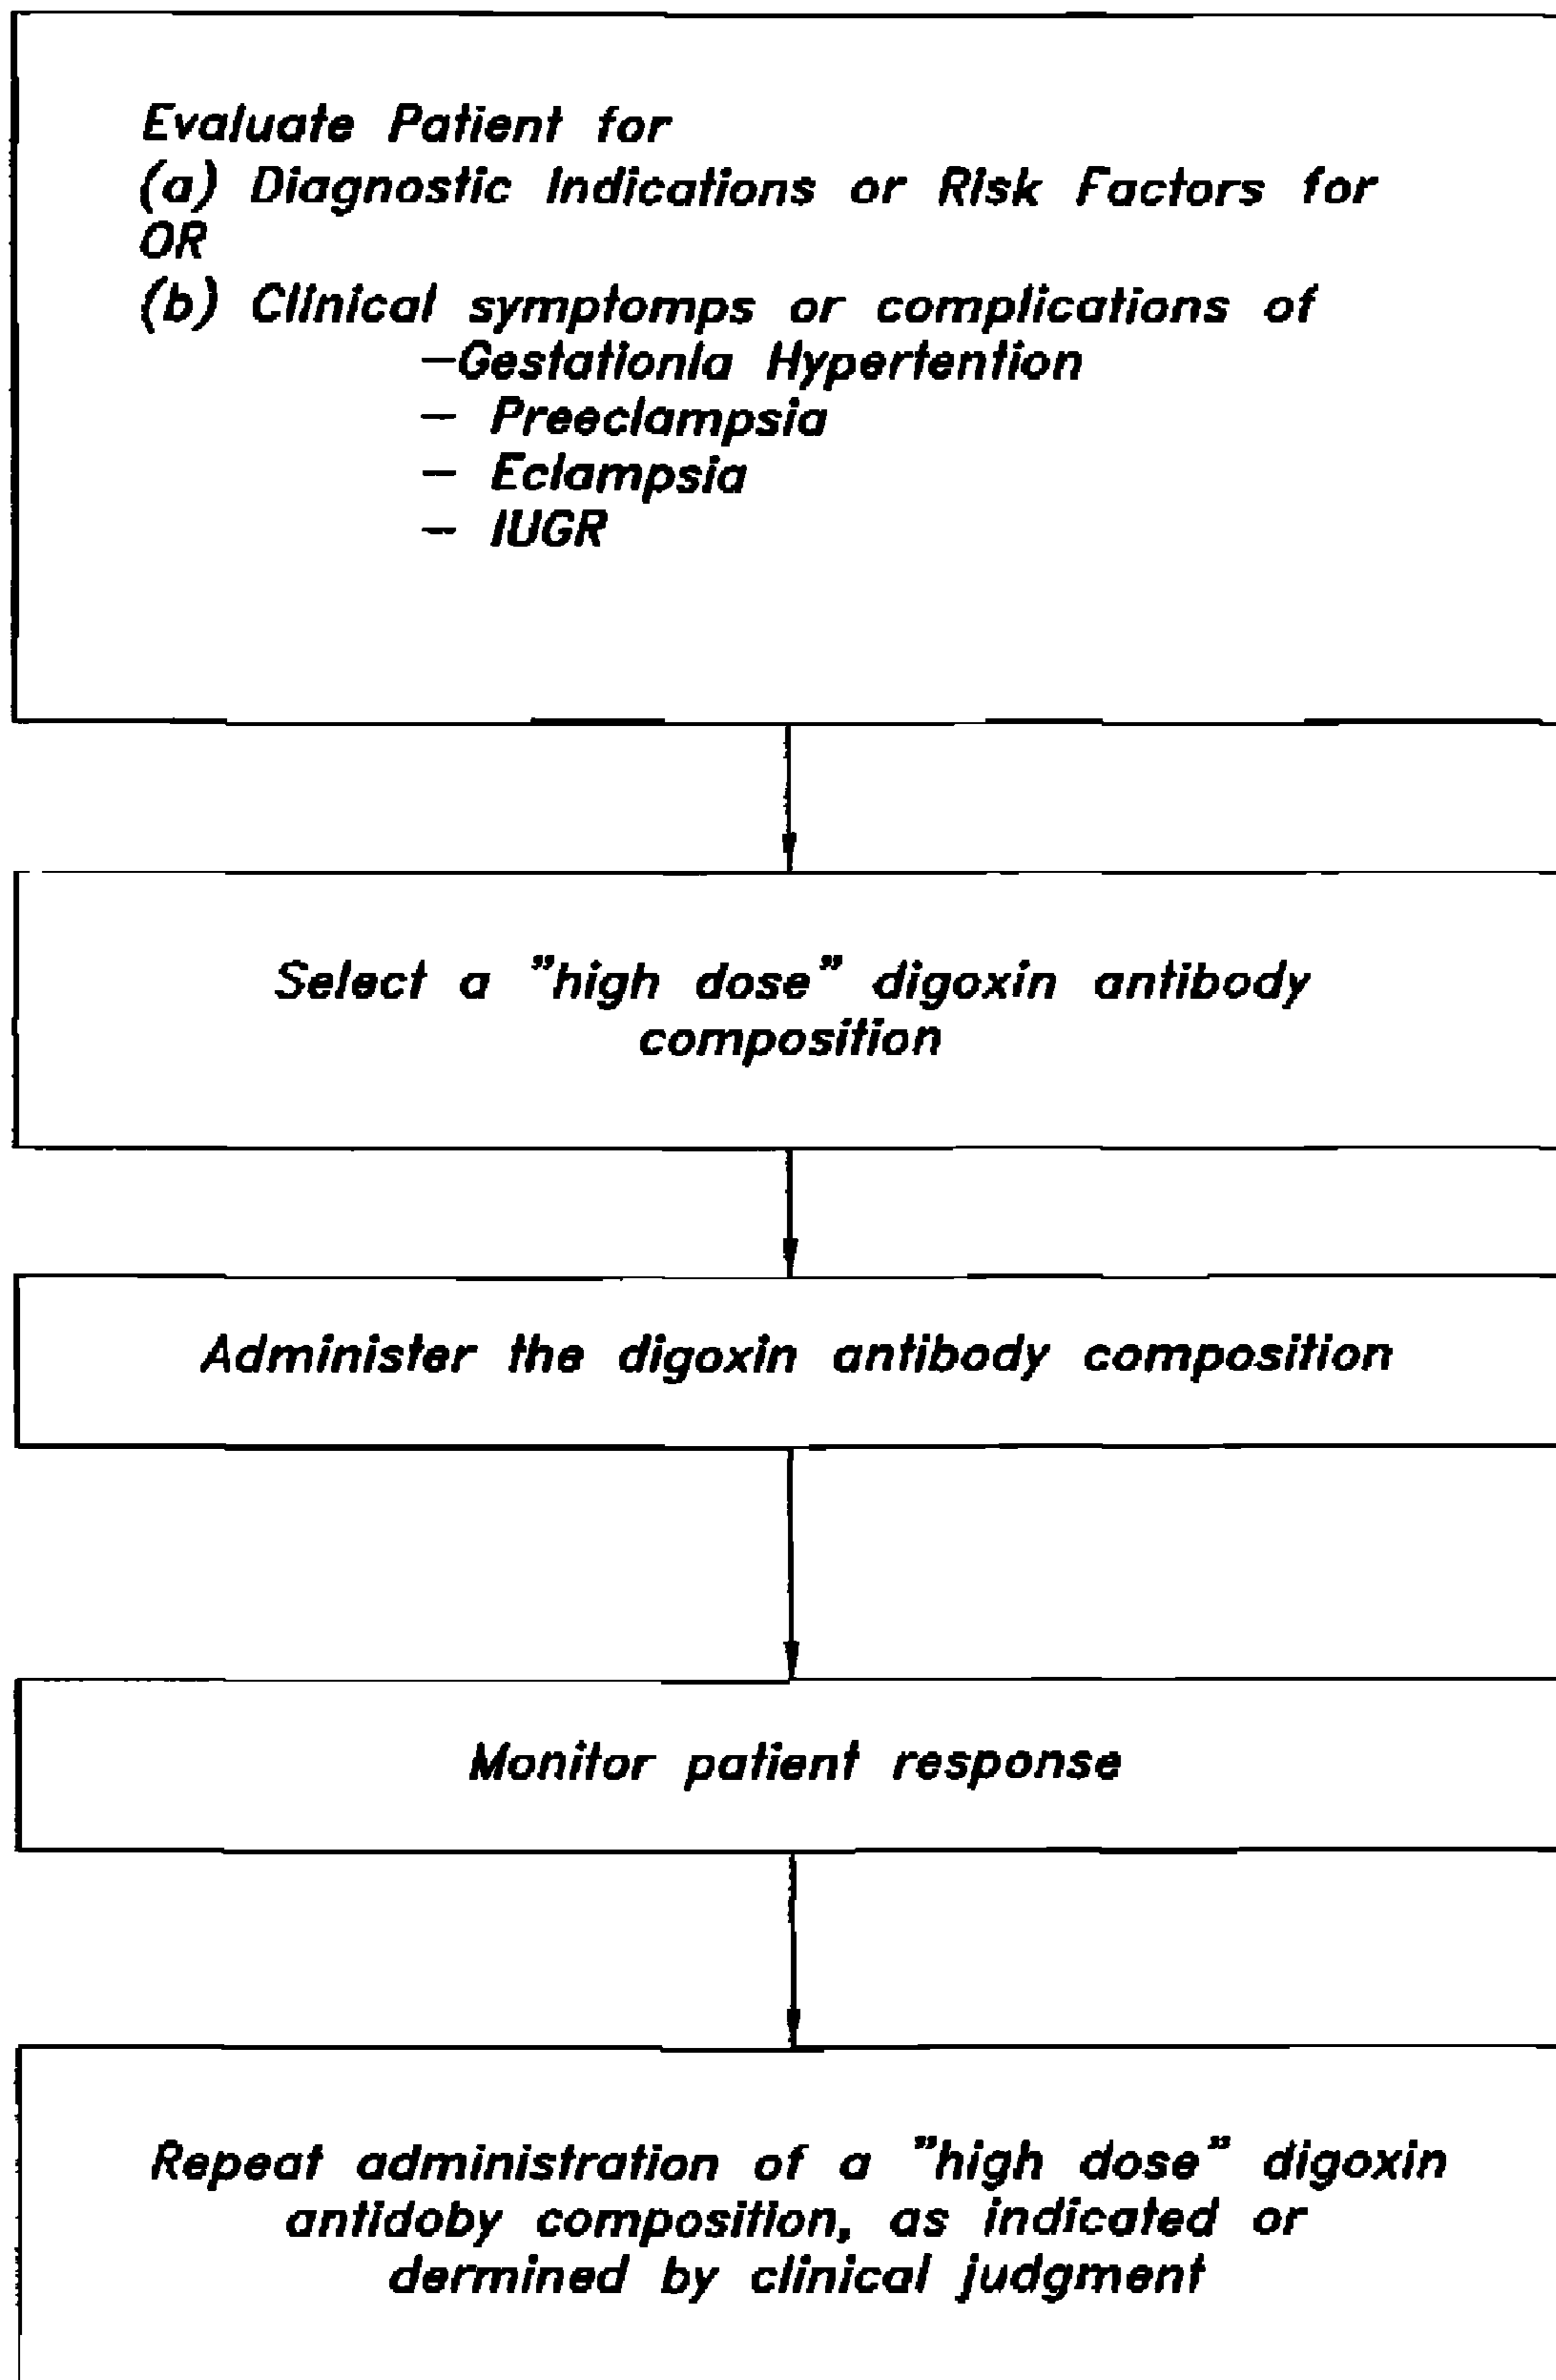 Evaluate Patient for
(a) Diagnostic Indications or Risk Factors for
OR
(b) Clinical symptomps or complications of
—Gestationla Hypertention
— Preeclampsia
— Eclampsia
— IUGR
Select a "high dose" digoxin antibody
composition
Administer the digoxin antibody composition
Monitor patient response
Repeat administration of a "high dose" digoxin
antidoby composition, as indicated or
dermined by clinical judgment